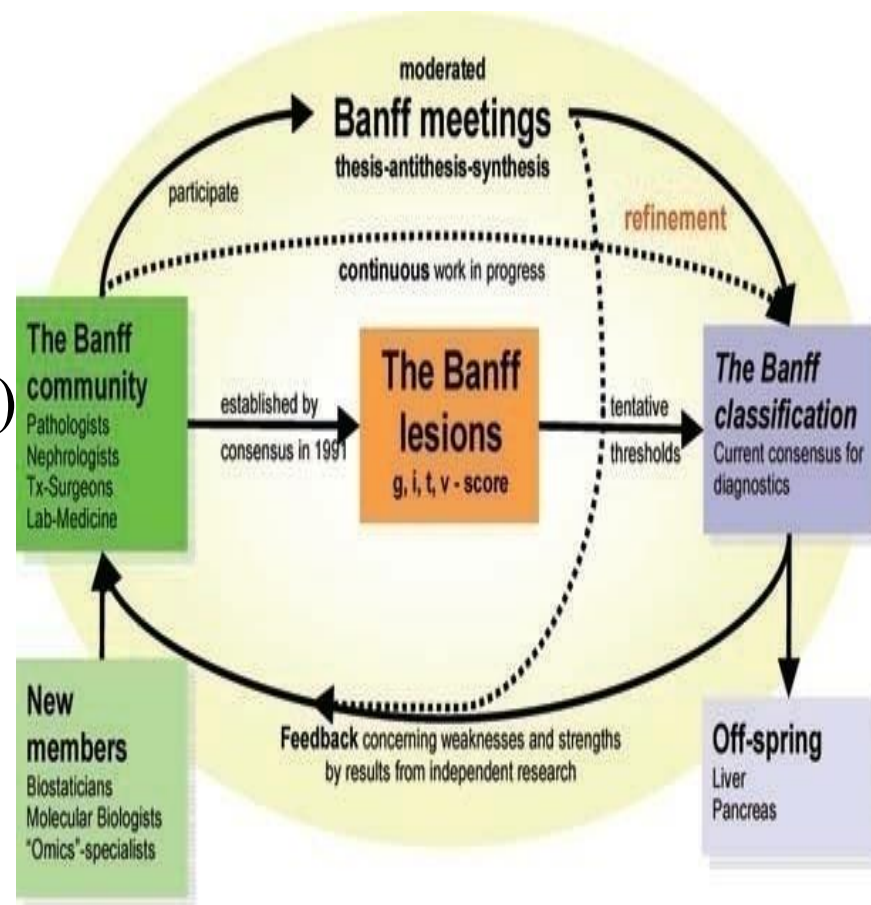 moderated
Banff meetings
thesis-antithesis-synthesis
participate
refinement
continuous work in progress
The Banff
community
Pathologists
Nephrologists
Tx-Surgeons
Lab-Medicine
)
established by
consensus in 1991
The Banff
lesions
g, i, t, v - score
tentative
thresholds
The Banff
classification
Current consensus for
diagnostics
New
members
Biostaticians
Molecular Biologists
"Omics"-specialists
Feedback concerning weaknesses and strengths
by results from independent research
Off-spring
Liver
Pancreas